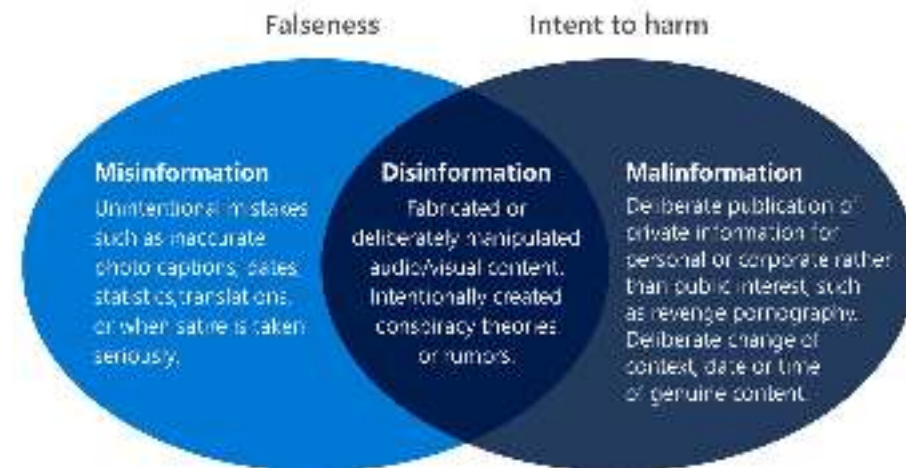 Falseness
Intent to harm
Misinformation
Unintentional mistakes
such as inaccurate
photo captions, dates,
statistics,translations,
or when satire is taken
seriously.
Disinformation
Fabricated or
deliberately manipulated
audio/visual content.
Intentionally created
conspiracy theories
or rumors.
Malinformation
Deliberate publication of
private information for
personal or corporate rather
than public interest, such
as revenge pornography.
Deliberate change of
context, date or time
of genuine content.